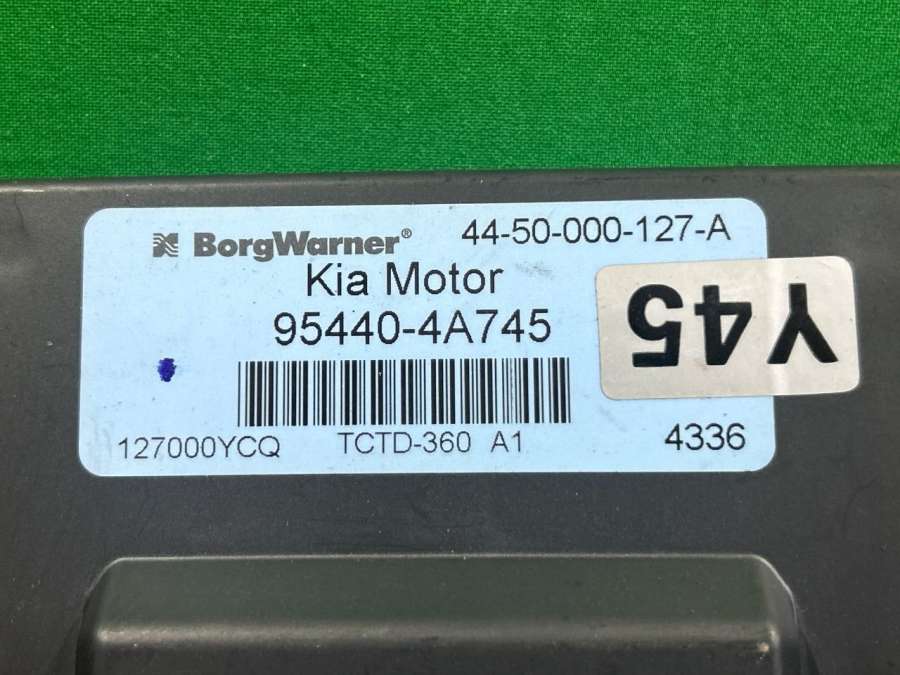 BorgWarner® 44-50-000-127-A
Kia Motor
95440-4A745
Y45
127000YCQ TCTD-360 A1 4336